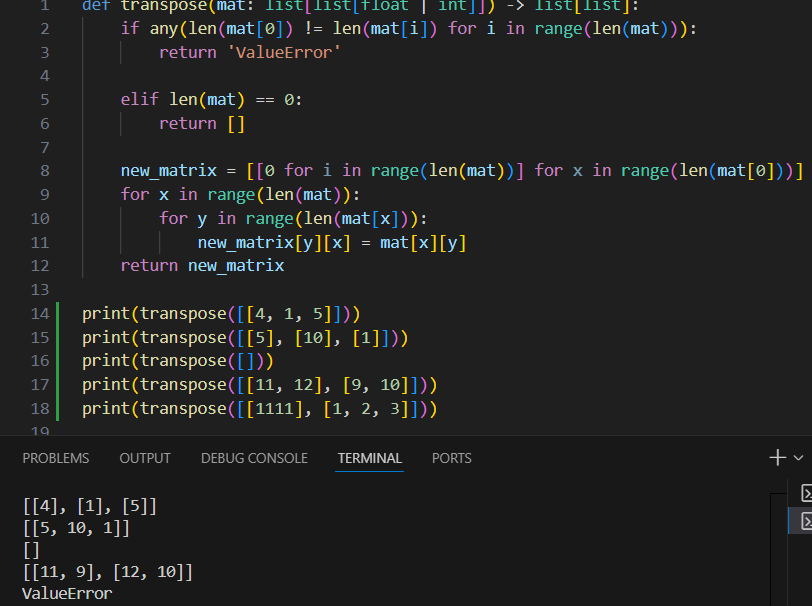 1 def transpose(mat: list[list[float | int]]) -> list[list]:
2 if any(len(mat[0]) != len(mat[i]) for i in range(len(mat))):
3 return 'ValueError'
4
5 elif len(mat) == 0:
6 return []
7
8 new_matrix = [[0 for i in range(len(mat))] for x in range(len(mat[0]))]
9 for x in range(len(mat)):
10 for y in range(len(mat[x])):
11 new_matrix[y][x] = mat[x][y]
12 return new_matrix
13
14 print(transpose([[4, 1, 5]]))
15 print(transpose([[5], [10], [1]]))
16 print(transpose([]))
17 print(transpose([[11, 12], [9, 10]]))
18 print(transpose([[1111], [1, 2, 3]]))
19
PROBLEMS OUTPUT DEBUG CONSOLE TERMINAL PORTS
[[4], [1], [5]]
[[5, 10, 1]]
[]
[[11, 9], [12, 10]]
ValueError